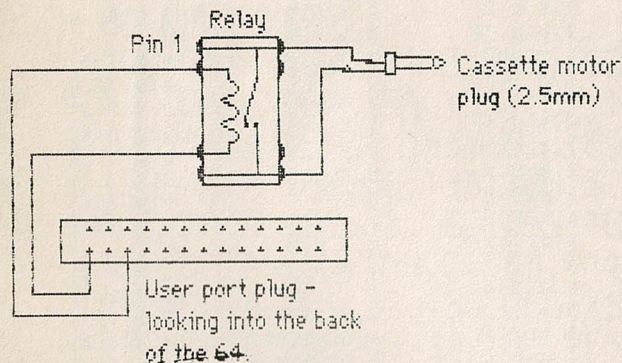 Relay
Pin 1
Cassette motor
plug (2.5mm)
User port plug -
looking into the back
of the 64.